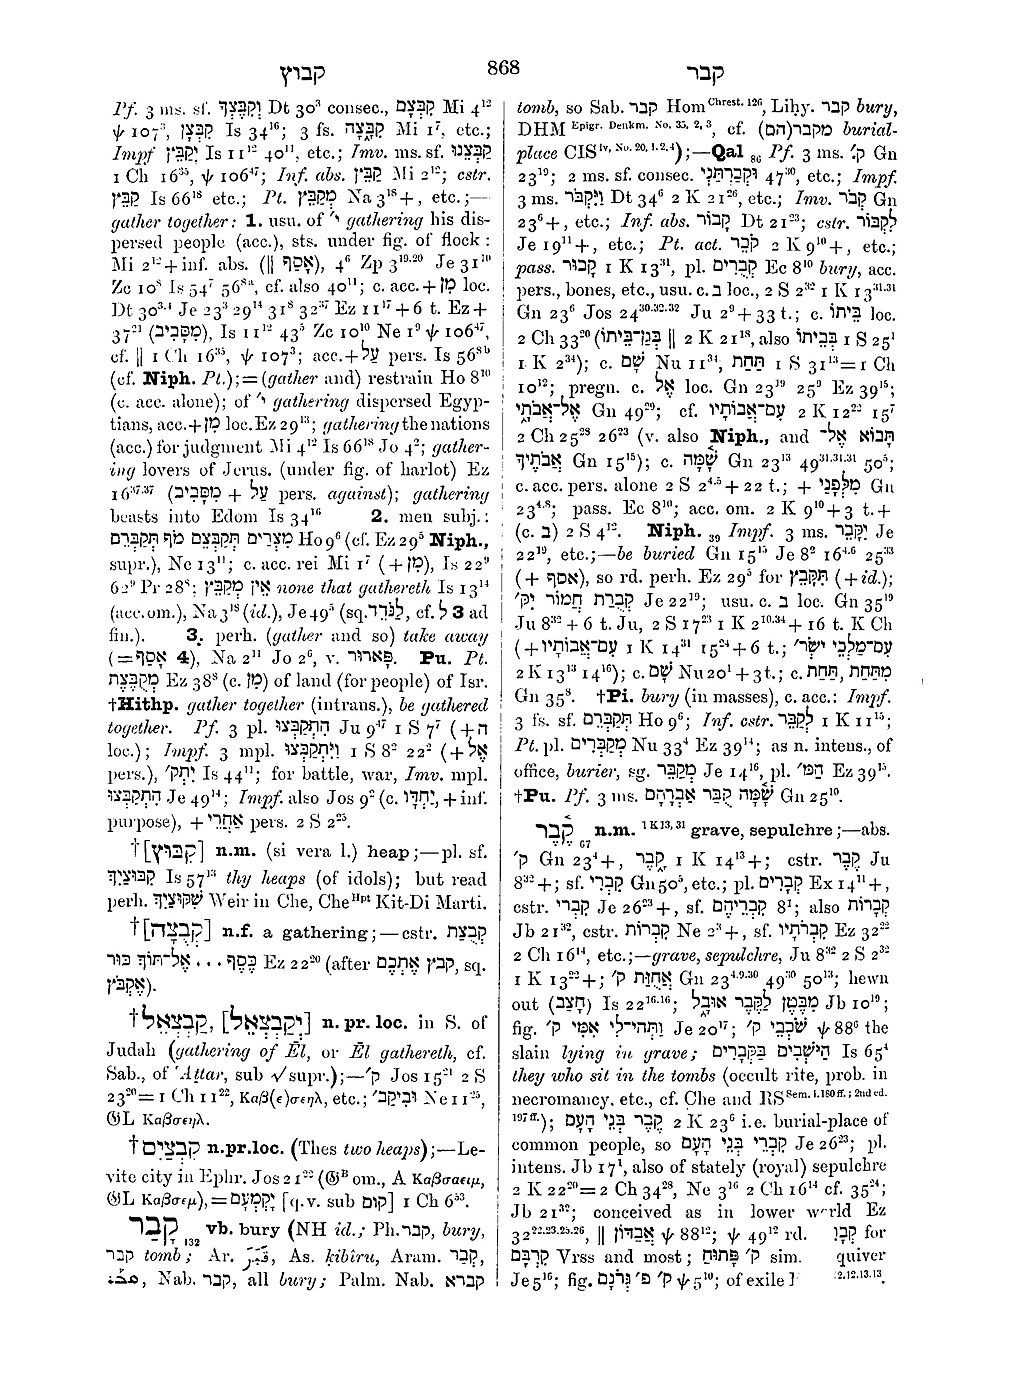 קבוץ 868 קבר
Pf. 3 ms. sf. וְקִבֶּצְךָ Dt 30³ consec., קִבְּצָם Mi 4¹²
ψ 107³, קִבְּצָן Is 34¹⁶; 3 fs. קִבָּ֫צָה Mi 1⁷, etc.;
Impf יְקַבֵּץ Is 11¹² 40¹¹, etc.; Imv. ms. sf. קַבְּצֵנוּ
1 Ch 16³⁵, ψ 106⁴⁷; Inf. abs. קַבֵּץ Mi 2¹²; cstr.
קַבֵּץ Is 66¹⁸ etc.; Pt. מְקַבֵּץ Na 3¹⁸ +, etc.;—
gather together: 1. usu. of י׳ gathering his dis-
persed people (acc.), sts. under fig. of flock:
Mi 2¹² + inf. abs. (‖ אָסַף), 4⁶ Zp 3¹⁹·²⁰ Je 31¹⁰
Zc 10⁸ Is 54⁷ 56⁸ᵃ, cf. also 40¹¹; c. acc. + מִן loc.
Dt 30³·⁴ Je 23³ 29¹⁴ 31⁸ 32³⁷ Ez 11¹⁷ + 6 t. Ez +
37²¹ (מִסָּבִיב), Is 11¹² 43⁵ Zc 10¹⁰ Ne 1⁹ ψ 106⁴⁷,
cf. ‖ 1 Ch 16³⁵, ψ 107³; acc. + עַל pers. Is 56⁸ᵇ
(cf. Niph. Pt.); = (gather and) restrain Ho 8¹⁰
(c. acc. alone); of י׳ gathering dispersed Egyp-
tians, acc. + מִן loc. Ez 29¹³; gathering the nations
(acc.) for judgment Mi 4¹² Is 66¹⁸ Jo 4²; gather-
ing lovers of Jerus. (under fig. of harlot) Ez
16³⁷·³⁷ (מִסָּבִיב + עַל pers. against); gathering
beasts into Edom Is 34¹⁶ 2. men subj.:
מִצְרַיִם תְּקַבְּצֵם מֹף תְּקַבְּרֵם Ho 9⁶ (cf. Ez 29⁵ Niph.,
supr.), Ne 13¹¹; c. acc. rei Mi 1⁷ (+ מִן), Is 22⁹
62⁹ Pr 28⁸; אֵין מְקַבֵּץ none that gathereth Is 13¹⁴
(acc. om.), Na 3¹⁸ (id.), Je 49⁵ (sq. לַנֹּדֵד, cf. לְ 3 ad
fin.). 3. perh. (gather and so) take away
(= אָסַף 4), Na 2¹¹ Jo 2⁶, v. פָּארוּר. Pu. Pt.
מְקֻבֶּצֶת Ez 38⁸ (c. מִן) of land (for people) of Isr.
†Hithp. gather together (intrans.), be gathered
together. Pf. 3 pl. הִתְקַבְּצוּ Ju 9⁴⁷ 1 S 7⁷ (+ ה
loc.); Impf. 3 mpl. וַיִּתְקַבְּצוּ 1 S 8² 22² (+ אֶל
pers.), יִתְק׳ Is 44¹¹; for battle, war, Imv. mpl.
הִתְקַבְּצוּ Je 49¹⁴; Impf. also Jos 9² (c. יַחְדָּו, + inf.
purpose), + אַחֲרֵי pers. 2 S 2²⁵.
†[קִבּוּץ] n.m. (si vera l.) heap;—pl. sf.
קִבּוּצַיִךְ Is 57¹³ thy heaps (of idols); but read
perh. שִׁקּוּצַיִךְ Weir in Che, Cheᴴᵖᵗ Kit-Di Marti.
†[קְבֻצָה] n.f. a gathering;—cstr. קְבֻצַת
כֶּסֶף ... אֶל־תּוֹךְ כּוּר Ez 22²⁰ (after קבץ אֶתְכֶם, sq.
אֶקְבֹּץ).
†קַבְצְאֵל, [יְקַבְצְאֵל] n. pr. loc. in S. of
Judah (gathering of Ēl, or Ēl gathereth, cf.
Sab., of ʿAttar, sub √ supr.);—ק׳ Jos 15²¹ 2 S
23²⁰ = 1 Ch 11²², Καβ(ε)σεηλ, etc.; וביקב׳ Ne 11²⁵,
𝔊L Καβσεηλ.
†קִבְצַיִם n.pr.loc. (Thes two heaps);—Le-
vite city in Ephr. Jos 21²² (𝔊ᴮ om., A Καβσαειμ,
𝔊L Καβσεμ), = יָקְמְעָם [q.v. sub קום] 1 Ch 6⁵³.
קָבַר 132 vb. bury (NH id.; Ph. קבר, bury,
קבר tomb; Ar. قَبَرَ, As. ḳibîru, Aram. קְבַר,
ܩܒܪ, Nab. קבר, all bury; Palm. Nab. קברא
tomb, so Sab. קבר Hom Chrest. 126, Liḥy. קבר bury,
DHM Epigr. Denkm. No. 35, 2, 3, cf. מקבר(הם) burial-
place CIS iv, No. 20, 1. 2. 4);—Qal 86 Pf. 3 ms. ק׳ Gn
23¹⁹; 2 ms. sf. consec. וּקְבַרְתַּנִי 47³⁰, etc.; Impf.
3 ms. וַיִּקְבֹּר Dt 34⁶ 2 K 21²⁶, etc.; Imv. קְבֹר Gn
23⁶ +, etc.; Inf. abs. קָבוֹר Dt 21²³; cstr. לִקְבּוֹר
Je 19¹¹ +, etc.; Pt. act. קֹבֵר 2 K 9¹⁰ +, etc.;
pass. קָבוּר 1 K 13³¹, pl. קְבֻרִים Ec 8¹⁰ bury, acc.
pers., bones, etc., usu. c. ב loc., 2 S 2³² 1 K 13³¹·³¹
Gn 23⁶ Jos 24³⁰·³²·³² Ju 2⁹ + 33 t.; c. בֵּיתוֹ loc.
2 Ch 33²⁰ (בְּגַן־בֵּיתוֹ ‖ 2 K 21¹⁸, also בְּבֵיתוֹ 1 S 25¹
1 K 2³⁴); c. שָׁם Nu 11³⁴, תַּחַת 1 S 31¹³ = 1 Ch
10¹²; pregn. c. אֶל loc. Gn 23¹⁹ 25⁹ Ez 39¹⁵;
אֶל־אֲבֹתָי Gn 49²⁹; cf. עִם־אֲבוֹתָיו 2 K 12²² 15⁷
2 Ch 25²⁸ 26²³ (v. also Niph., and תָּבוֹא אֶל־
אֲבֹתֶיךָ Gn 15¹⁵); c. שָׁמָּה Gn 23¹³ 49³¹·³¹·³¹ 50⁵;
c. acc. pers. alone 2 S 2⁴·⁵ + 22 t.; + מִלְּפָנַי Gn
23⁴·⁸; pass. Ec 8¹⁰; acc. om. 2 K 9¹⁰ + 3 t. +
(c. ב) 2 S 4¹². Niph. 39 Impf. 3 ms. יִקָּבֵר Je
22¹⁹, etc.;—be buried Gn 15¹⁵ Je 8² 16⁴·⁶ 25³³
(+ אסף), so rd. perh. Ez 29⁵ for תִּקָּבֵץ (+ id.);
קְבֻרַת חֲמוֹר יִקּ׳ Je 22¹⁹; usu. c. ב loc. Gn 35¹⁹
Ju 8³² + 6 t. Ju, 2 S 17²³ 1 K 2¹⁰·³⁴ + 16 t. K Ch
(+ עִם־אֲבוֹתָיו 1 K 14³¹ 15²⁴ + 6 t.; עִם־מַלְכֵי יִשְׂר׳
2 K 13¹³ 14¹⁶); c. שָׁם Nu 20¹ + 3 t.; c. מִתַּחַת, תַּחַת
Gn 35⁸. †Pi. bury (in masses), c. acc.: Impf.
3 fs. sf. תְּקַבְּרֵם Ho 9⁶; Inf. cstr. לְקַבֵּר 1 K 11¹⁵;
Pt. pl. מְקַבְּרִים Nu 33⁴ Ez 39¹⁴; as n. intens., of
office, burier, sg. מְקַבֵּר Je 14¹⁶, pl. הַמּ׳ Ez 39¹⁵.
†Pu. Pf. 3 ms. שָׁמָּה קֻבַּר אַבְרָהָם Gn 25¹⁰.
קֶ֫בֶר 67 n.m. 1 K 13, 31 grave, sepulchre;—abs.
ק׳ Gn 23⁴ +, קָ֑בֶר 1 K 14¹³ +; cstr. קֶבֶר Ju
8³² +; sf. קִבְרִי Gn 50⁵, etc.; pl. קְבָרִים Ex 14¹¹ +,
cstr. קִבְרֵי Je 26²³ +, sf. קִבְרֵיהֶם 8¹; also קְבָרוֹת
Jb 21³², cstr. קִבְרוֹת Ne 2³ +, sf. קִבְרֹתָיו Ez 32²²
2 Ch 16¹⁴, etc.;—grave, sepulchre, Ju 8³² 2 S 2³²
1 K 13²² +; אֲחֻזַּת ק׳ Gn 23⁴·⁹·³⁰ 49³⁰ 50¹³; hewn
out (חצב) Is 22¹⁶·¹⁶; מִבֶּטֶן לַקֶּבֶר אוּבָל Jb 10¹⁹;
fig. וַתְּהִי־לִי אִמִּי ק׳ Je 20¹⁷; שֹׁכְבֵי ק׳ ψ 88⁶ the
slain lying in grave; הַיֹּשְׁבִים בַּקְּבָרִים Is 65⁴
they who sit in the tombs (occult rite, prob. in
necromancy, etc., cf. Che and RS Sem. i. 180 ff.; 2nd ed.
197 ff.); קֶבֶר בְּנֵי הָעָם 2 K 23⁶ i.e. burial-place of
common people, so קִבְרֵי בְּנֵי הָעָם Je 26²³; pl.
intens. Jb 17¹, also of stately (royal) sepulchre
2 K 22²⁰ = 2 Ch 34²⁸, Ne 3¹⁶ 2 Ch 16¹⁴ cf. 35²⁴;
Jb 21³²; conceived as in lower world Ez
32²²·²³·²⁵·²⁶, ‖ אֲבַדּוֹן ψ 88¹²; ψ 49¹² rd. for
קִרְבָּם Vrss and most; ק׳ פָּתוּחַ sim. quiver
Je 5¹⁶; fig. ק׳ פ׳ גְּרֹנָם ψ 5¹⁰; of exile 2.12.13.13.